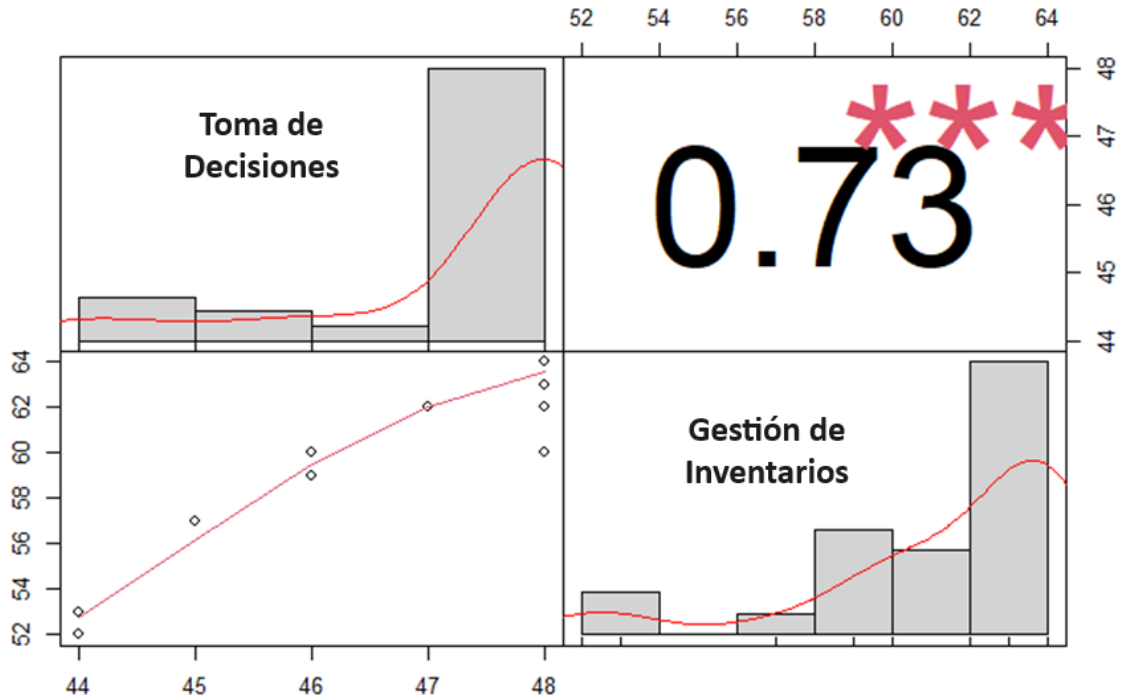 52 54 56 58 60 62 64
Toma de
Decisiones
0.73
***
48
47
46
45
44
64
62
60
58
56
54
52
Gestión de
Inventarios
44 45 46 47 48